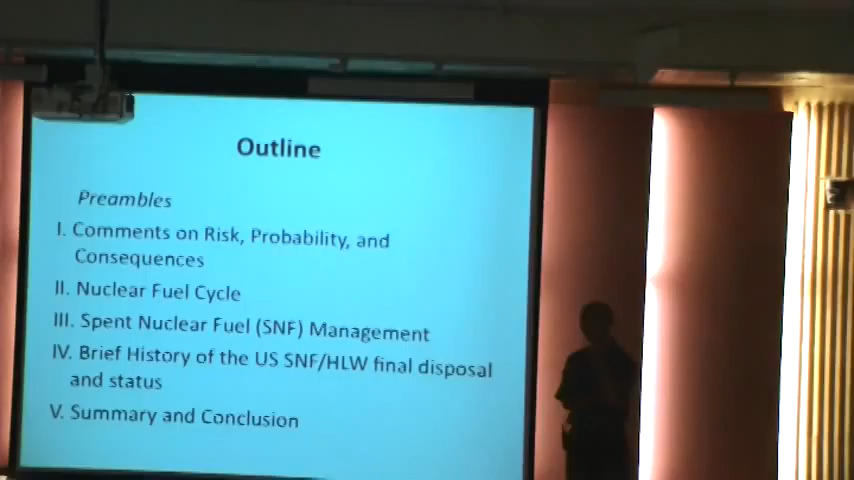 Outline
Preambles
I. Comments on Risk, Probability, and
Consequences
II. Nuclear Fuel Cycle
III. Spent Nuclear Fuel (SNF) Management
IV. Brief History of the US SNF/HLW final disposal
and status
V. Summary and Conclusion